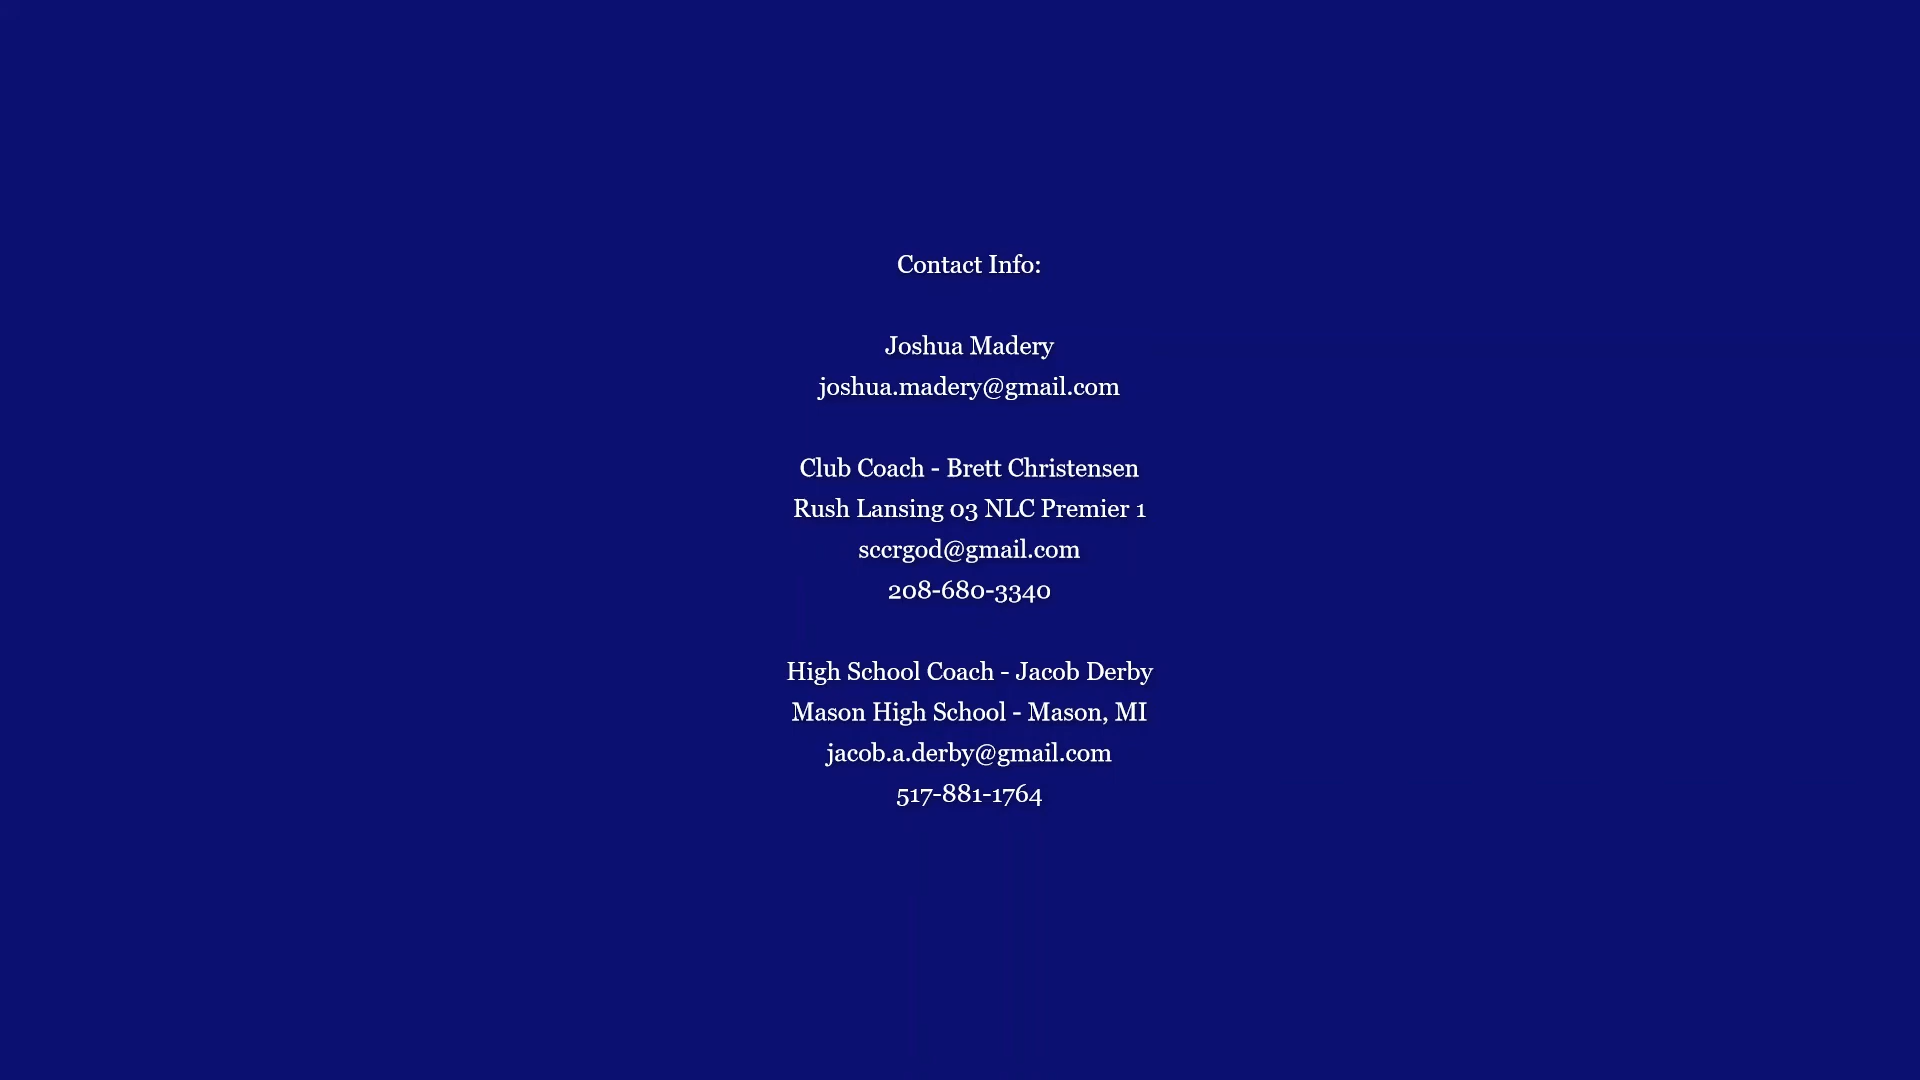 Contact Info:
Joshua Madery
joshua.madery@gmail.com
Club Coach - Brett Christensen
Rush Lansing 03 NLC Premier 1
sccrgod@gmail.com
208-680-3340
High School Coach - Jacob Derby
Mason High School - Mason, MI
jacob.a.derby@gmail.com
517-881-1764